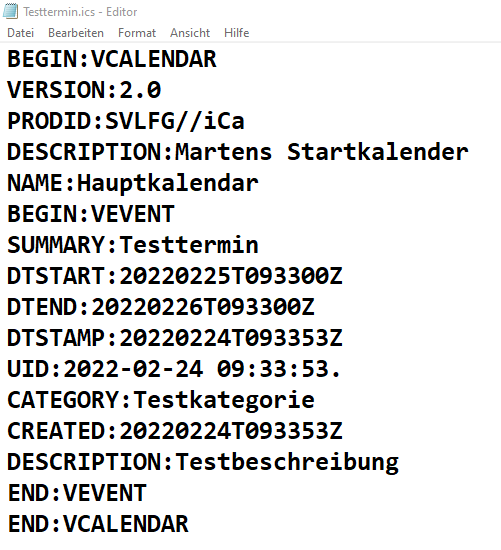 Testtermin.ics - Editor
Datei Bearbeiten Format Ansicht Hilfe
BEGIN:VCALENDAR
VERSION:2.0
PRODID:SVLFG//iCa
DESCRIPTION:Martens Startkalender
NAME:Hauptkalendar
BEGIN:VEVENT
SUMMARY:Testtermin
DTSTART:20220225T093300Z
DTEND:20220226T093300Z
DTSTAMP:20220224T093353Z
UID:2022-02-24 09:33:53.
CATEGORY:Testkategorie
CREATED:20220224T093353Z
DESCRIPTION:Testbeschreibung
END:VEVENT
END:VCALENDAR